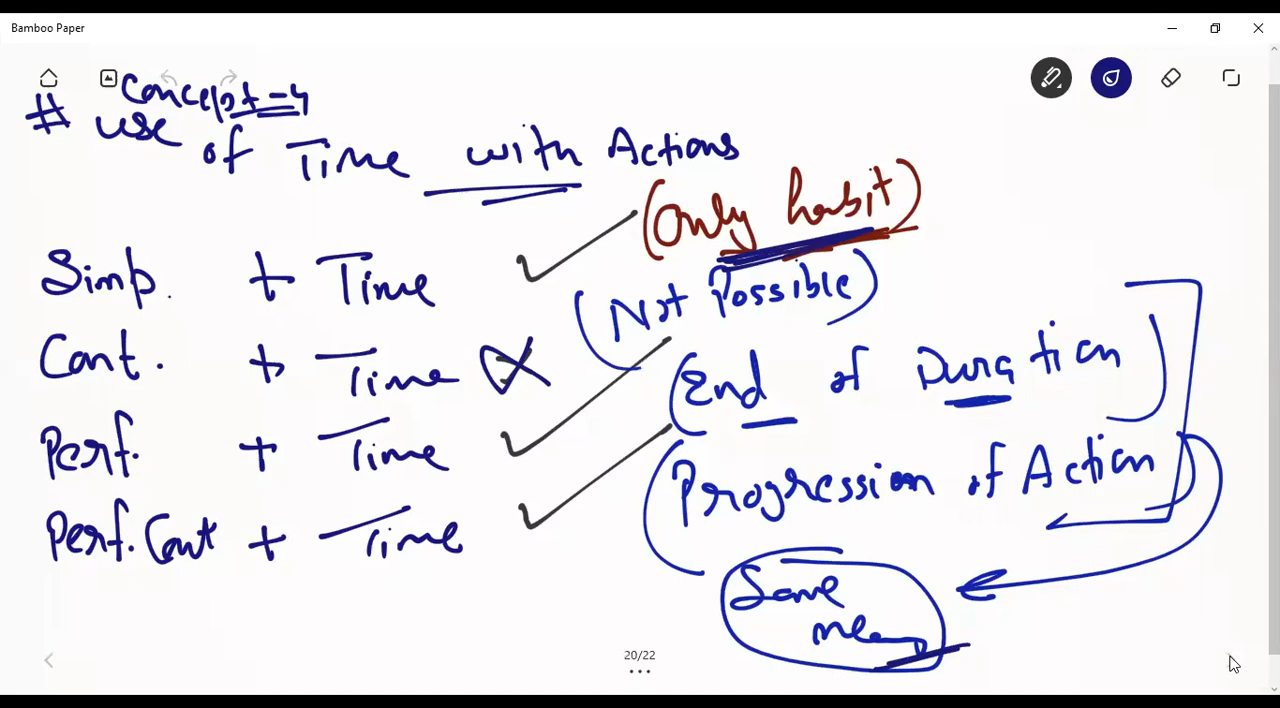 Bamboo Paper
Concept-4
# use of Time with Actions
Simp. + Time ✓ (Only habit)
Cont. + Time (Not Possible)
Perf. + Time ✓ (End of Duration)
Perf. Cont + Time ✓ (Progression of Action)
Same
20/22